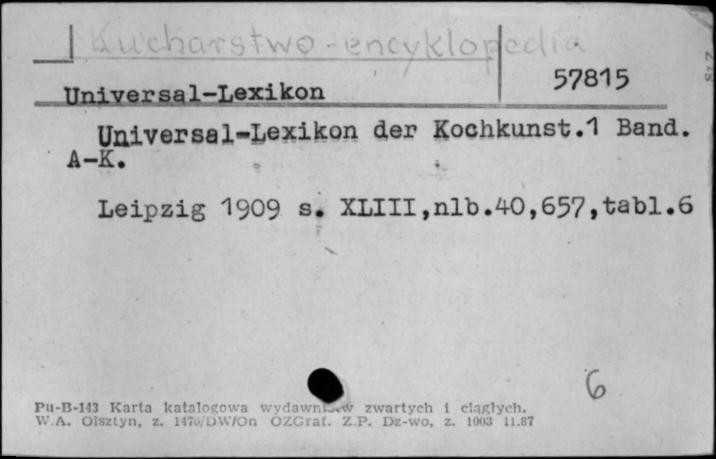 Kucharstwo - encyklopedia
57815
Universal-Lexikon
Universal-Lexikon der Kochkunst.1 Band.
A-K.
Leipzig 1909 s. XLIII,nlb.40,657,tabl.6
6
Pu-B-143 Karta katalogowa wydawnictw zwartych i ciągłych.
W.A. Olsztyn, z. 1470/DW/On OZGraf. Z.P. Dz-wo, z. 1003 11.87